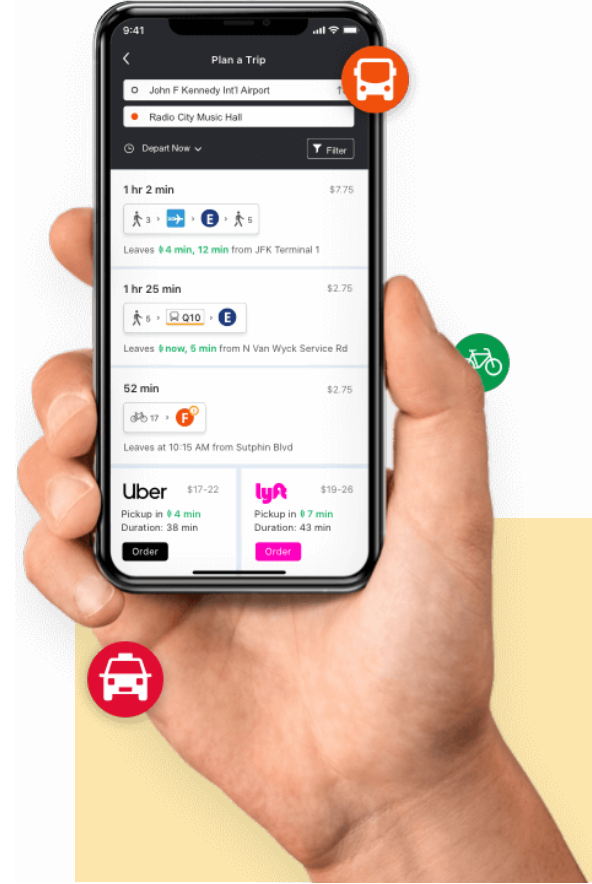 9:41
Plan a Trip
John F Kennedy Int'l Airport
Radio City Music Hall
Depart Now
Filter
1 hr 2 min $7.75
3 E 5
Leaves 4 min, 12 min from JFK Terminal 1
1 hr 25 min $2.75
5 Q10 E
Leaves now, 5 min from N Van Wyck Service Rd
52 min $2.75
17 F
Leaves at 10:15 AM from Sutphin Blvd
Uber $17-22 lyft $19-26
Pickup in 4 min Pickup in 7 min
Duration: 38 min Duration: 43 min
Order Order